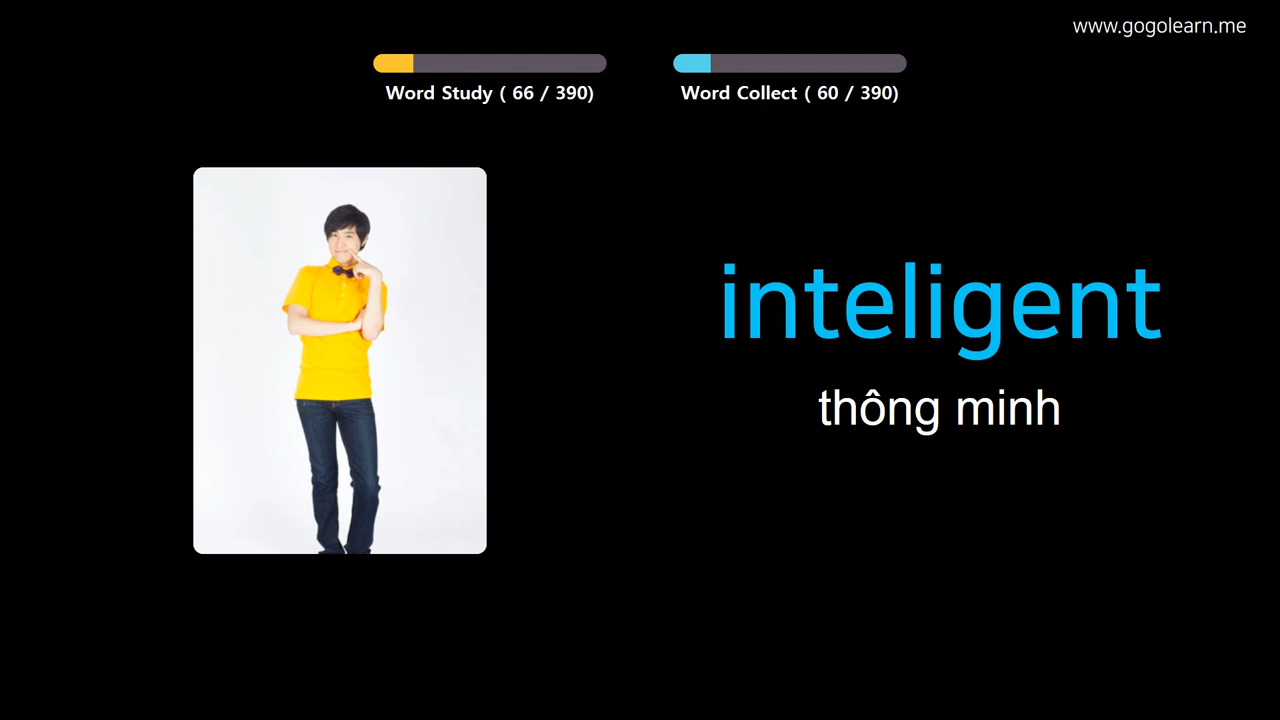 www.gogolearn.me
Word Study ( 66 / 390)
Word Collect ( 60 / 390)
inteligent
thông minh